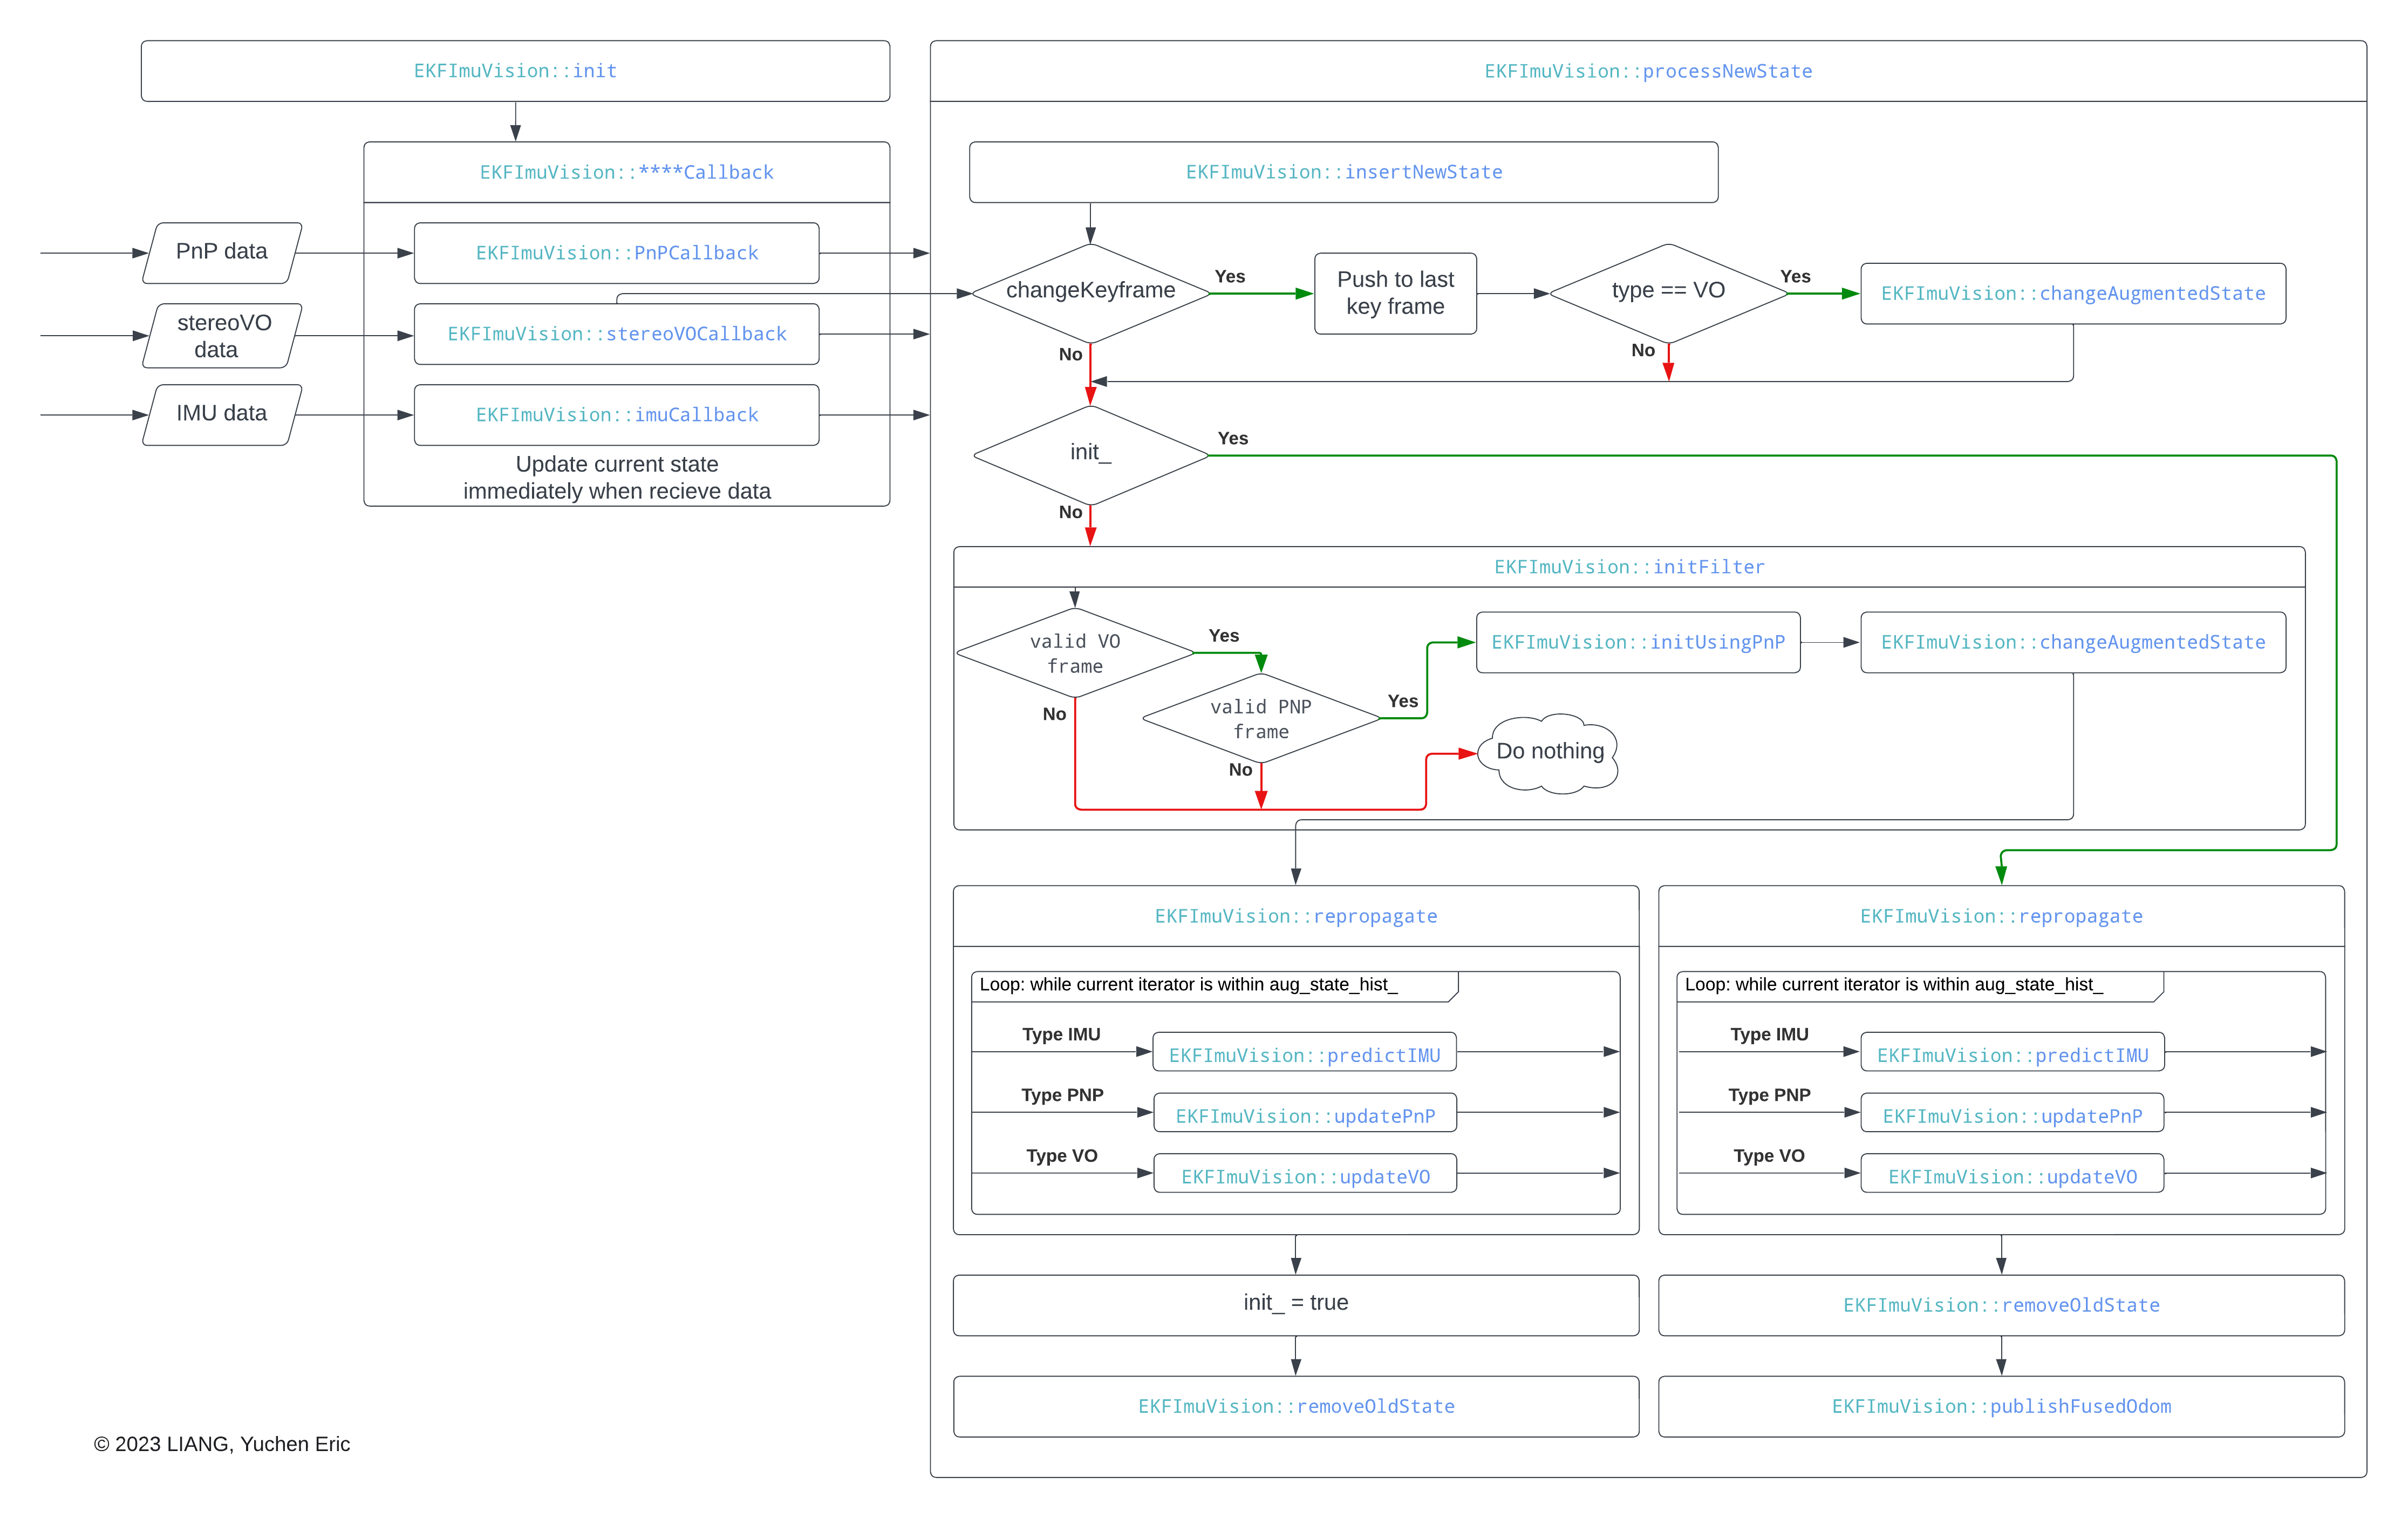 EKFImuVision::init
EKFImuVision::****Callback
PnP data
EKFImuVision::PnPCallback
stereoVO
data
EKFImuVision::stereoVOCallback
IMU data
EKFImuVision::imuCallback
Update current state
immediately when recieve data
EKFImuVision::processNewState
EKFImuVision::insertNewState
changeKeyframe
Yes
Push to last
key frame
type == VO
Yes
EKFImuVision::changeAugmentedState
No
No
init_
Yes
No
EKFImuVision::initFilter
valid VO
frame
Yes
No
valid PNP
frame
Yes
No
EKFImuVision::initUsingPnP
EKFImuVision::changeAugmentedState
Do nothing
EKFImuVision::repropagate
Loop: while current iterator is within aug_state_hist_
Type IMU
EKFImuVision::predictIMU
Type PNP
EKFImuVision::updatePnP
Type VO
EKFImuVision::updateVO
init_ = true
EKFImuVision::removeOldState
EKFImuVision::repropagate
Loop: while current iterator is within aug_state_hist_
Type IMU
EKFImuVision::predictIMU
Type PNP
EKFImuVision::updatePnP
Type VO
EKFImuVision::updateVO
EKFImuVision::removeOldState
EKFImuVision::publishFusedOdom
© 2023 LIANG, Yuchen Eric